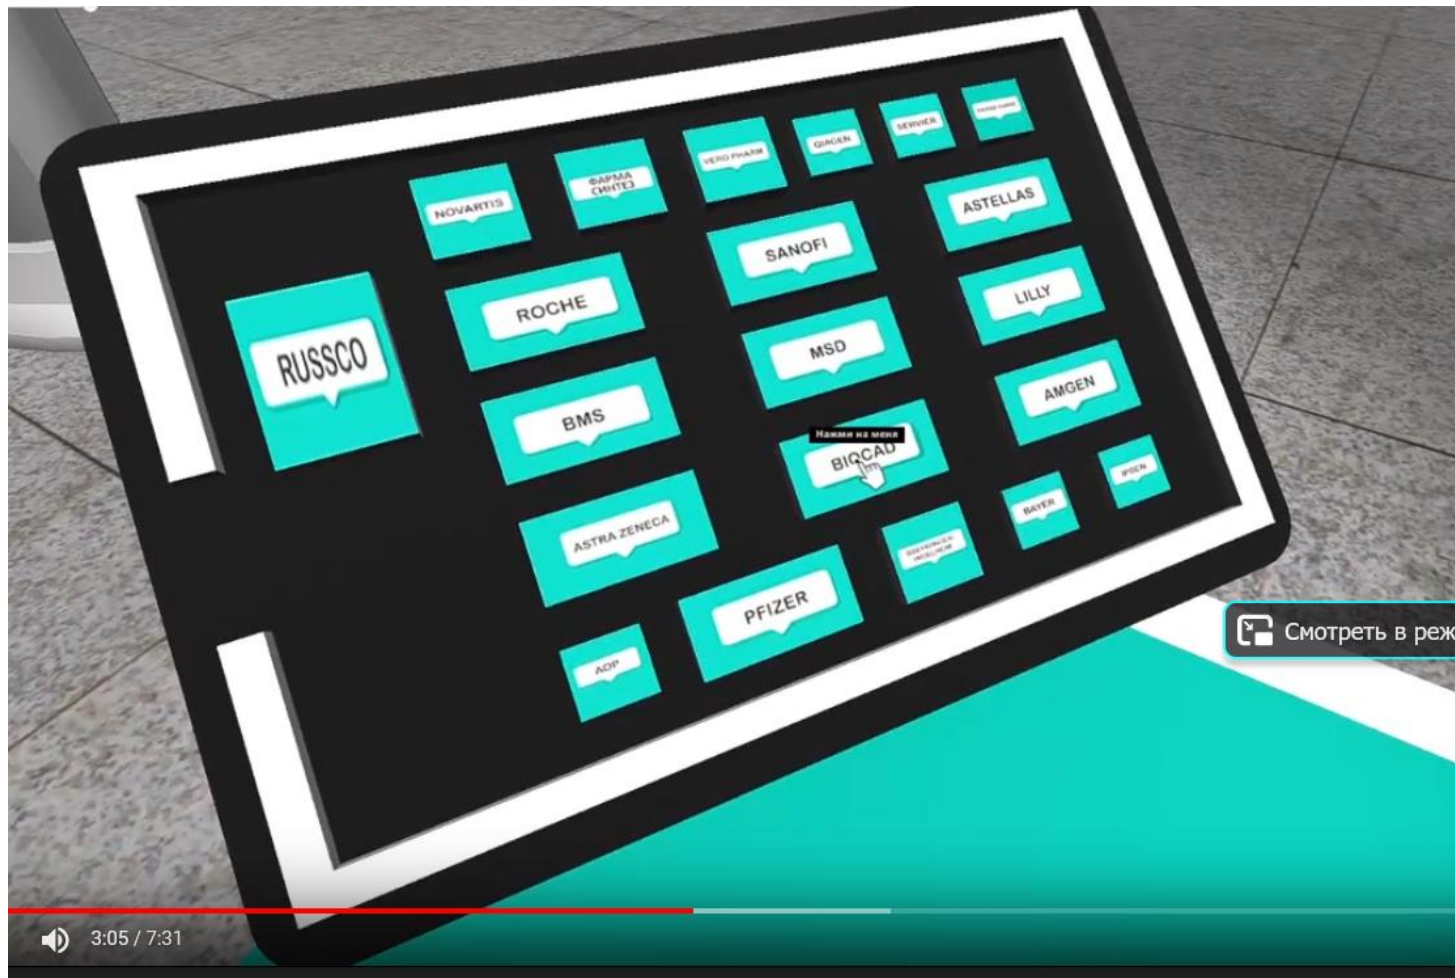 NOVARTIS
ФАРМА
СИНТЕЗ
VERO PHARM
QIAGEN
SERVIER
RUSSCO
ROCHE
SANOFI
ASTELLAS
BMS
MSD
LILLY
ASTRA ZENECA
Нажми на меня
BIOCAD
AMGEN
ADP
PFIZER
BAYER
IPSEN
Смотреть в реж
3:05 / 7:31